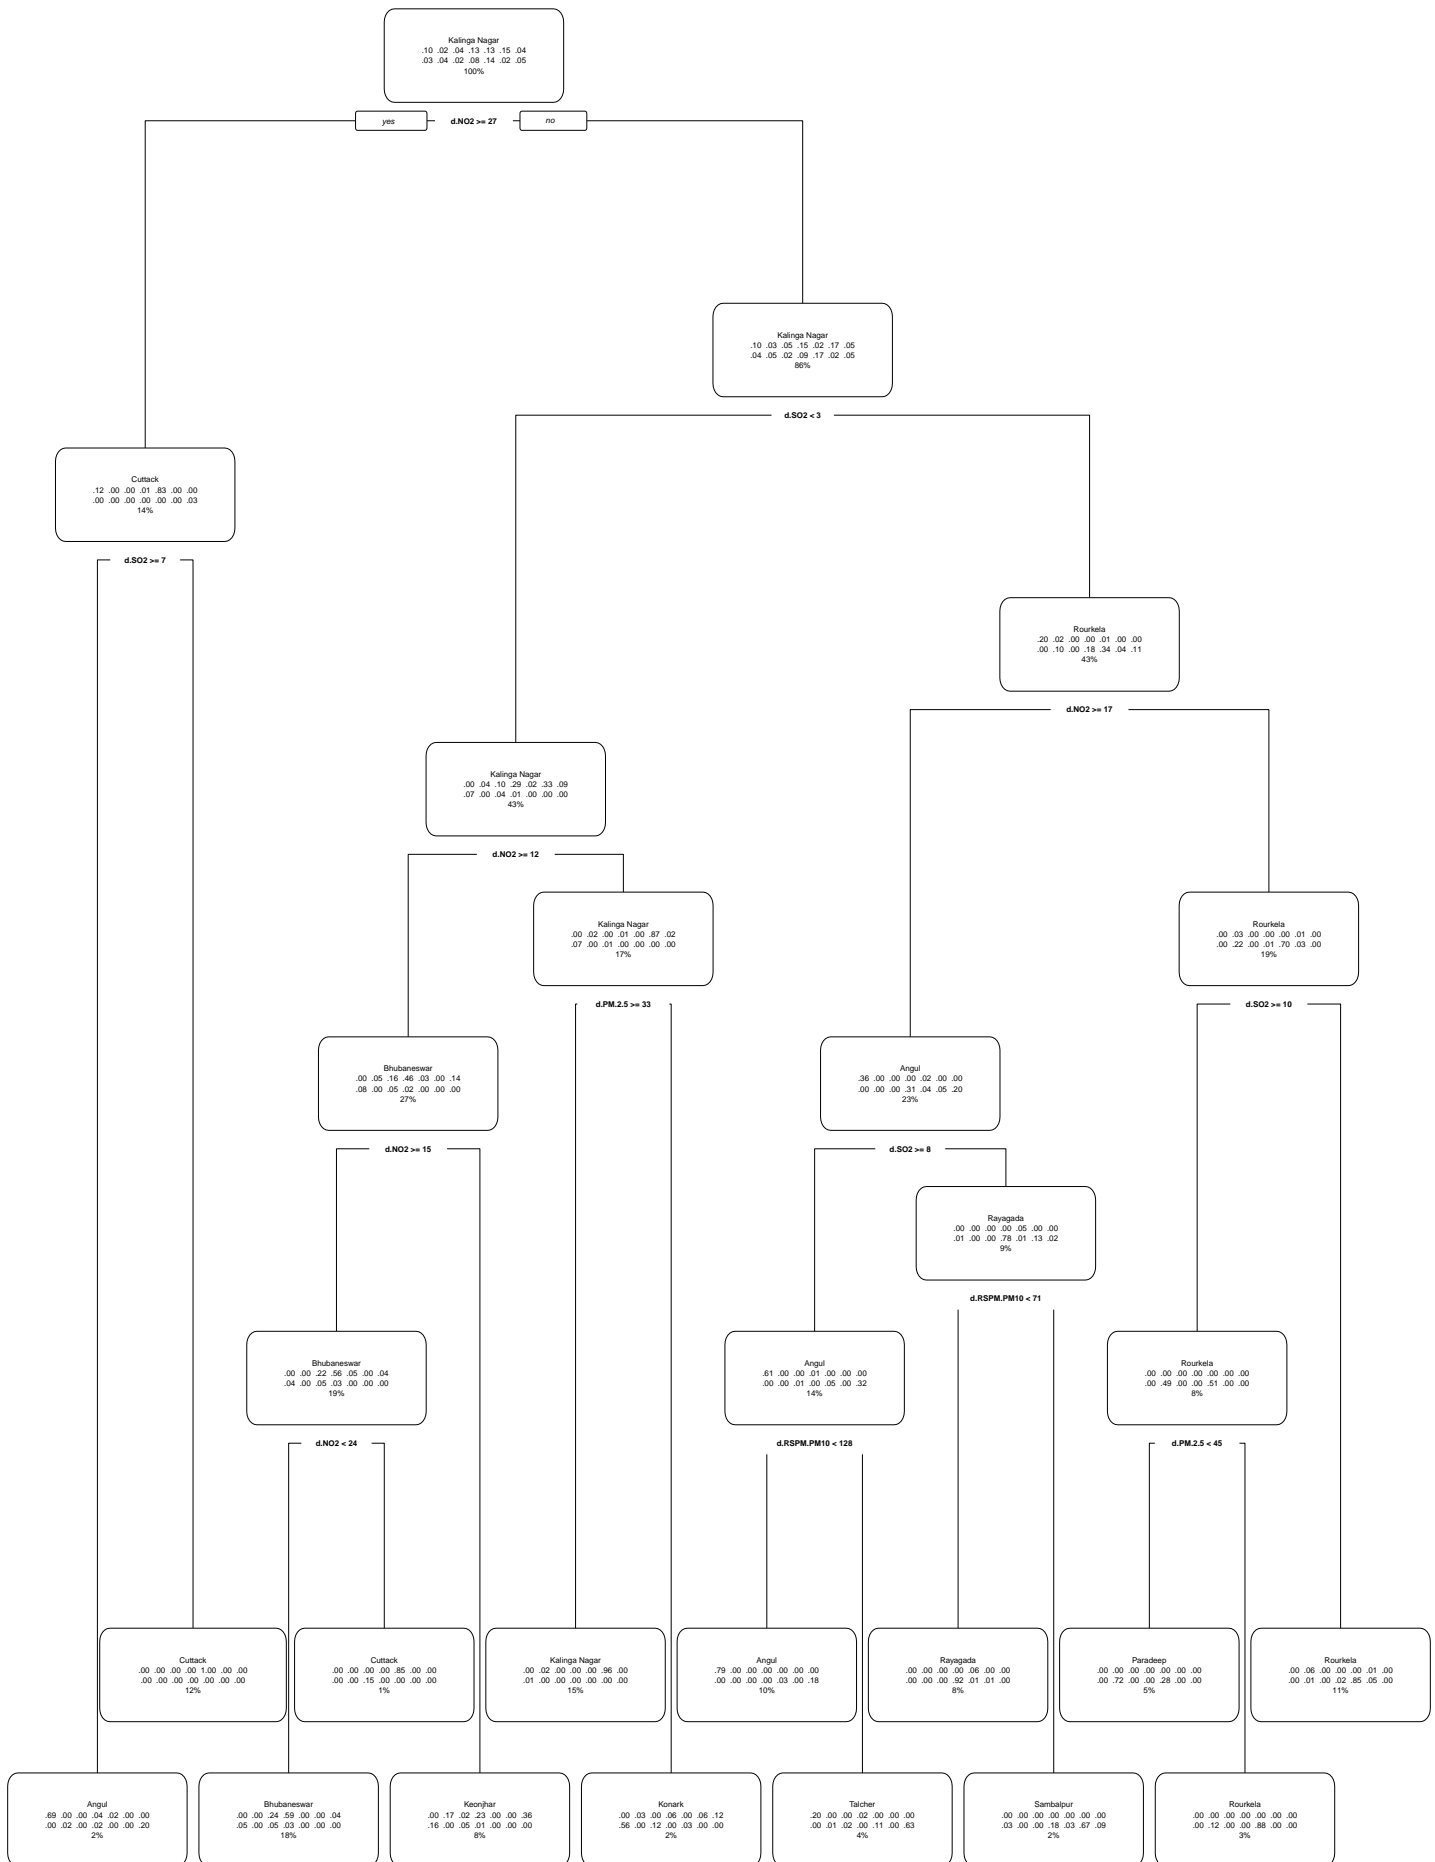 Kalinga Nagar
.10 .02 .04 .13 .13 .15 .04
.03 .04 .02 .08 .14 .02 .05
100%
yes
d.NO2 >= 27
no
Kalinga Nagar
.10 .03 .05 .15 .02 .17 .05
.04 .05 .02 .09 .17 .02 .05
86%
d.SO2 < 3
Cuttack
.12 .00 .00 .01 .83 .00 .00
.00 .00 .00 .00 .00 .00 .03
14%
d.SO2 >= 7
Rourkela
.20 .02 .00 .00 .01 .00 .00
.00 .10 .00 .18 .34 .04 .11
43%
d.NO2 >= 17
Kalinga Nagar
.00 .04 .10 .29 .02 .33 .09
.07 .00 .04 .01 .00 .00 .00
43%
d.NO2 >= 12
Kalinga Nagar
.00 .02 .00 .01 .00 .87 .02
.07 .00 .01 .00 .00 .00 .00
17%
Rourkela
.00 .03 .00 .00 .00 .01 .00
.00 .22 .00 .01 .70 .03 .00
19%
d.PM.2.5 >= 33
d.SO2 >= 10
Bhubaneswar
.00 .05 .16 .46 .03 .00 .14
.08 .00 .05 .02 .00 .00 .00
27%
Angul
.36 .00 .00 .00 .02 .00 .00
.00 .00 .00 .31 .04 .05 .20
23%
d.NO2 >= 15
d.SO2 >= 8
Rayagada
.00 .00 .00 .00 .05 .00 .00
.01 .00 .00 .78 .01 .13 .02
9%
d.RSPM.PM10 < 71
Bhubaneswar
.00 .00 .22 .56 .05 .00 .04
.04 .00 .05 .03 .00 .00 .00
19%
Angul
.61 .00 .00 .01 .00 .00 .00
.00 .00 .01 .00 .05 .00 .32
14%
Rourkela
.00 .00 .00 .00 .00 .00 .00
.00 .49 .00 .00 .51 .00 .00
8%
d.NO2 < 24
d.RSPM.PM10 < 128
d.PM.2.5 < 45
Cuttack
.00 .00 .00 .00 1.00 .00 .00
.00 .00 .00 .00 .00 .00 .00
12%
Cuttack
.00 .00 .00 .00 .85 .00 .00
.00 .00 .15 .00 .00 .00 .00
1%
Kalinga Nagar
.00 .02 .00 .00 .00 .96 .00
.01 .00 .00 .00 .00 .00 .00
15%
Angul
.79 .00 .00 .00 .00 .00 .00
.00 .00 .00 .00 .03 .00 .18
10%
Rayagada
.00 .00 .00 .00 .06 .00 .00
.00 .00 .00 .92 .01 .01 .00
8%
Paradeep
.00 .00 .00 .00 .00 .00 .00
.00 .72 .00 .00 .28 .00 .00
5%
Rourkela
.00 .06 .00 .00 .00 .01 .00
.00 .01 .00 .02 .85 .05 .00
11%
Angul
.69 .00 .00 .04 .02 .00 .00
.00 .02 .00 .02 .00 .00 .20
2%
Bhubaneswar
.00 .00 .24 .59 .00 .00 .04
.05 .00 .05 .03 .00 .00 .00
18%
Keonjhar
.00 .17 .02 .23 .00 .00 .36
.16 .00 .05 .01 .00 .00 .00
8%
Konark
.00 .03 .00 .06 .00 .06 .12
.56 .00 .12 .00 .03 .00 .00
2%
Talcher
.20 .00 .00 .02 .00 .00 .00
.00 .01 .02 .00 .11 .00 .63
4%
Sambalpur
.00 .00 .00 .00 .00 .00 .00
.03 .00 .00 .18 .03 .67 .09
2%
Rourkela
.00 .00 .00 .00 .00 .00 .00
.00 .12 .00 .00 .88 .00 .00
3%